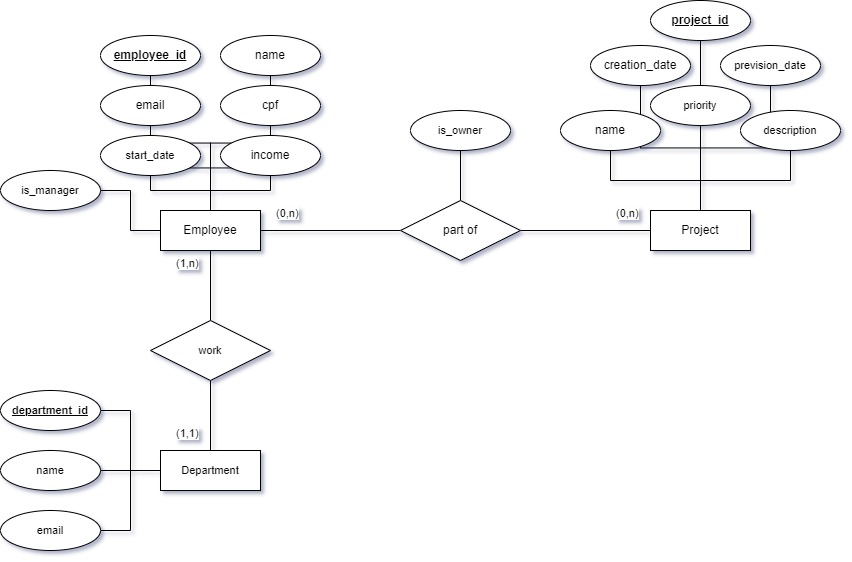 project_id
employee_id
name
creation_date
prevision_date
email
cpf
priority
is_owner
name
description
start_date
income
is_manager
(0,n)
(0,n)
Employee
part of
Project
(1,n)
work
department_id
(1,1)
name
Department
email